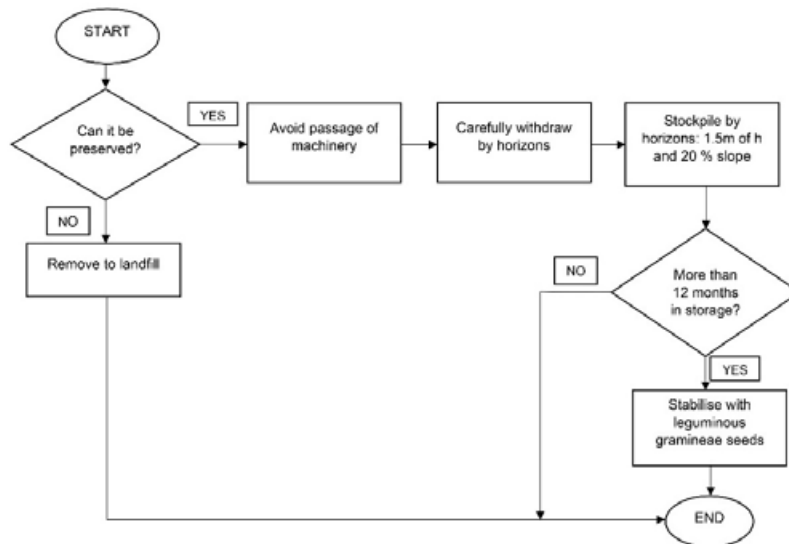 START
Can it be
preserved?
YES
Avoid passage of
machinery
Carefully withdraw
by horizons
Stockpile by
horizons: 1.5m of h
and 20 % slope
NO
Remove to landfill
NO
More than
12 months
in storage?
YES
Stabilise with
leguminous
gramineae seeds
END